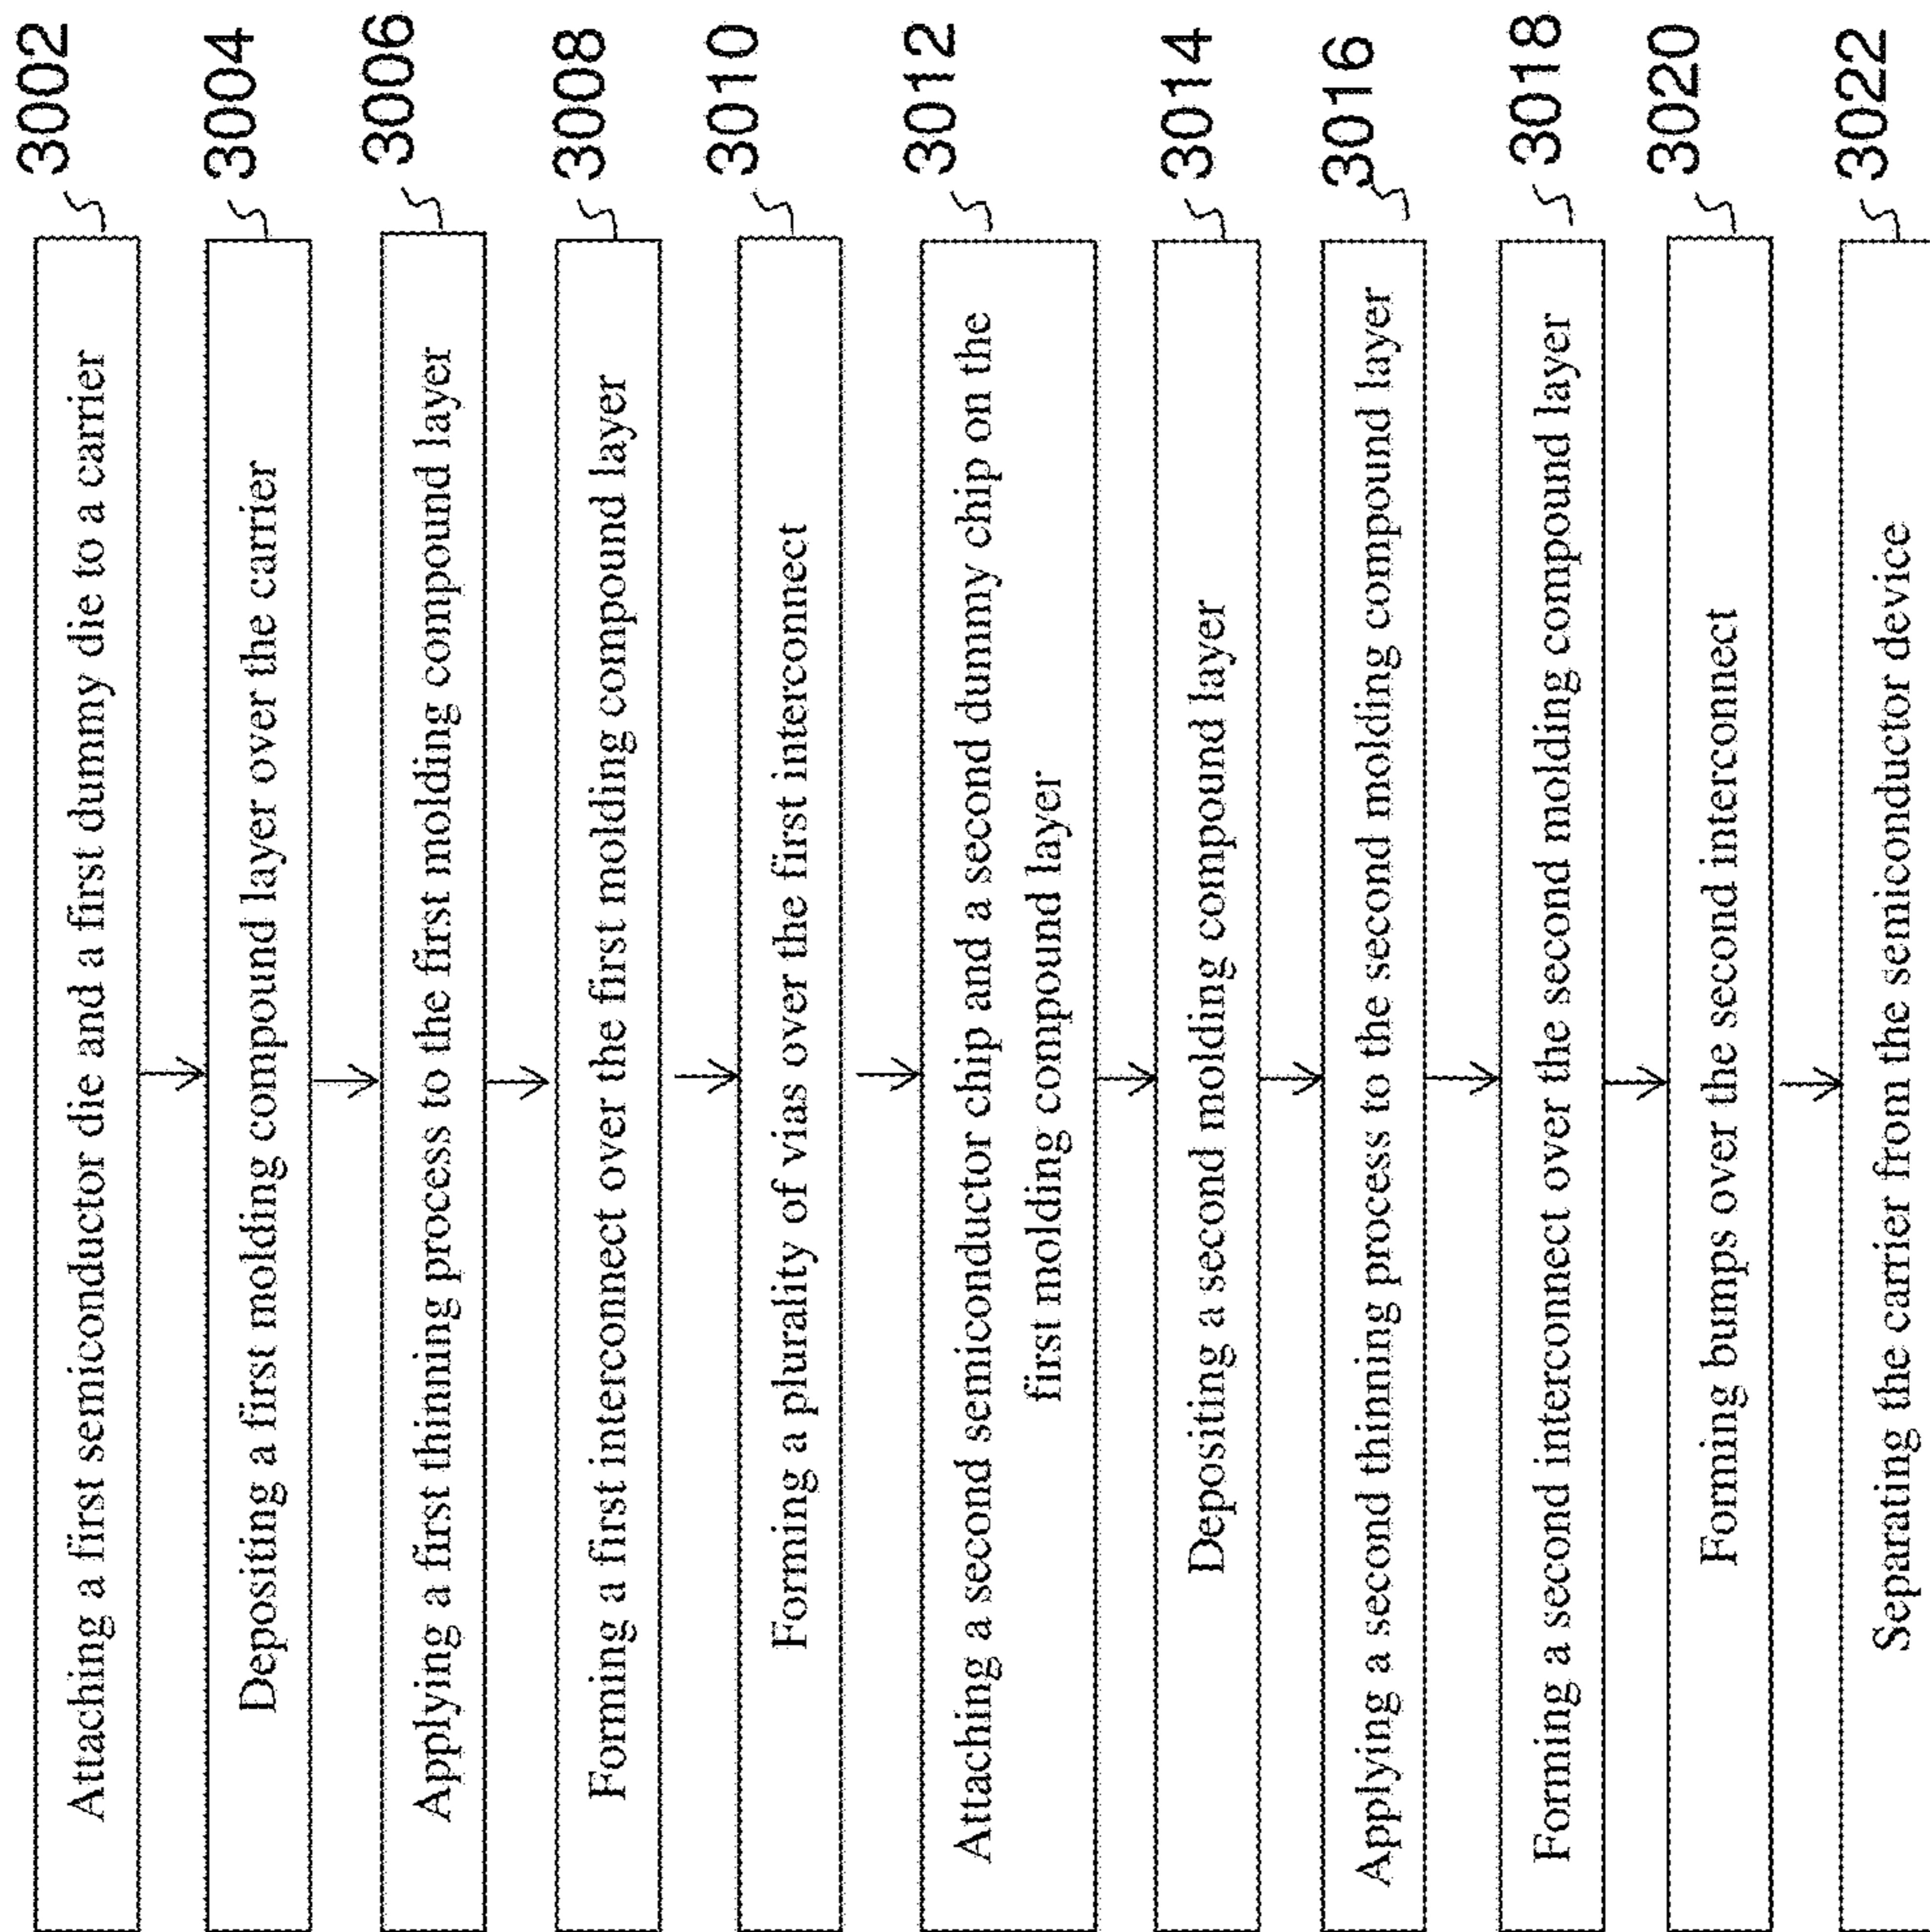 3002
Attaching a first semiconductor die and a first dummy die to a carrier
3004
Depositing a first molding compound layer over the carrier
3006
Applying a first thinning process to the first molding compound layer
3008
Forming a first interconnect over the first molding compound layer
3010
Forming a plurality of vias over the first interconnect
3012
Attaching a second semiconductor chip and a second dummy chip on the
first molding compound layer
3014
Depositing a second molding compound layer
3016
Applying a second thinning process to the second molding compound layer
3018
Forming a second interconnect over the second molding compound layer
3020
Forming bumps over the second interconnect
3022
Separating the carrier from the semiconductor device